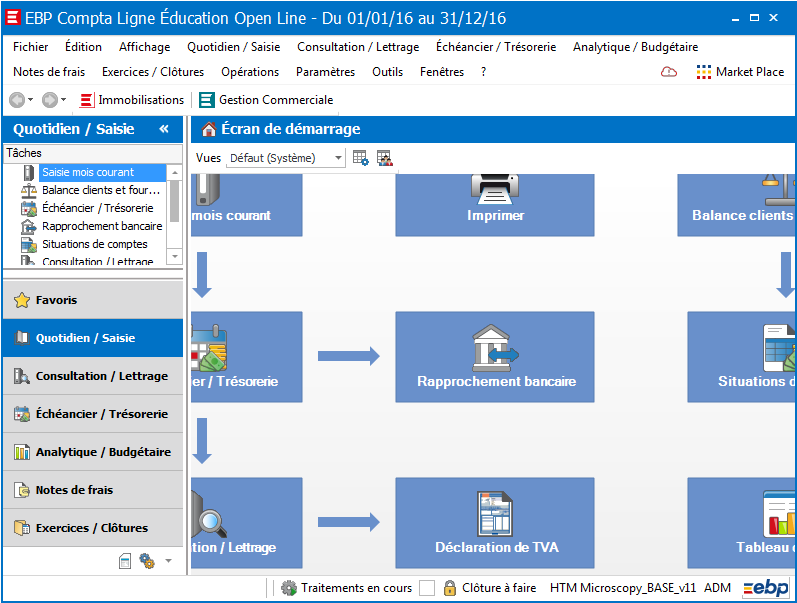 EBP Compta Ligne Éducation Open Line - Du 01/01/16 au 31/12/16
Fichier Édition Affichage Quotidien / Saisie Consultation / Lettrage Échéancier / Trésorerie Analytique / Budgétaire
Notes de frais Exercices / Clôtures Opérations Paramètres Outils Fenêtres ? Market Place
Immobilisations Gestion Commerciale
Quotidien / Saisie «
Écran de démarrage
Tâches
Vues Défaut (Système)
Saisie mois courant
Balance clients et four...
Échéancier / Trésorerie
Rapprochement bancaire
Situations de comptes
Consultation / Lettrage
mois courant Imprimer Balance clients
Favoris
Quotidien / Saisie
Consultation / Lettrage
Échéancier / Trésorerie
Analytique / Budgétaire
Notes de frais
Exercices / Clôtures
er / Trésorerie Rapprochement bancaire Situations d
tion / Lettrage Déclaration de TVA Tableau d
Traitements en cours Clôture à faire HTM Microscopy_BASE_v11 ADM ebp